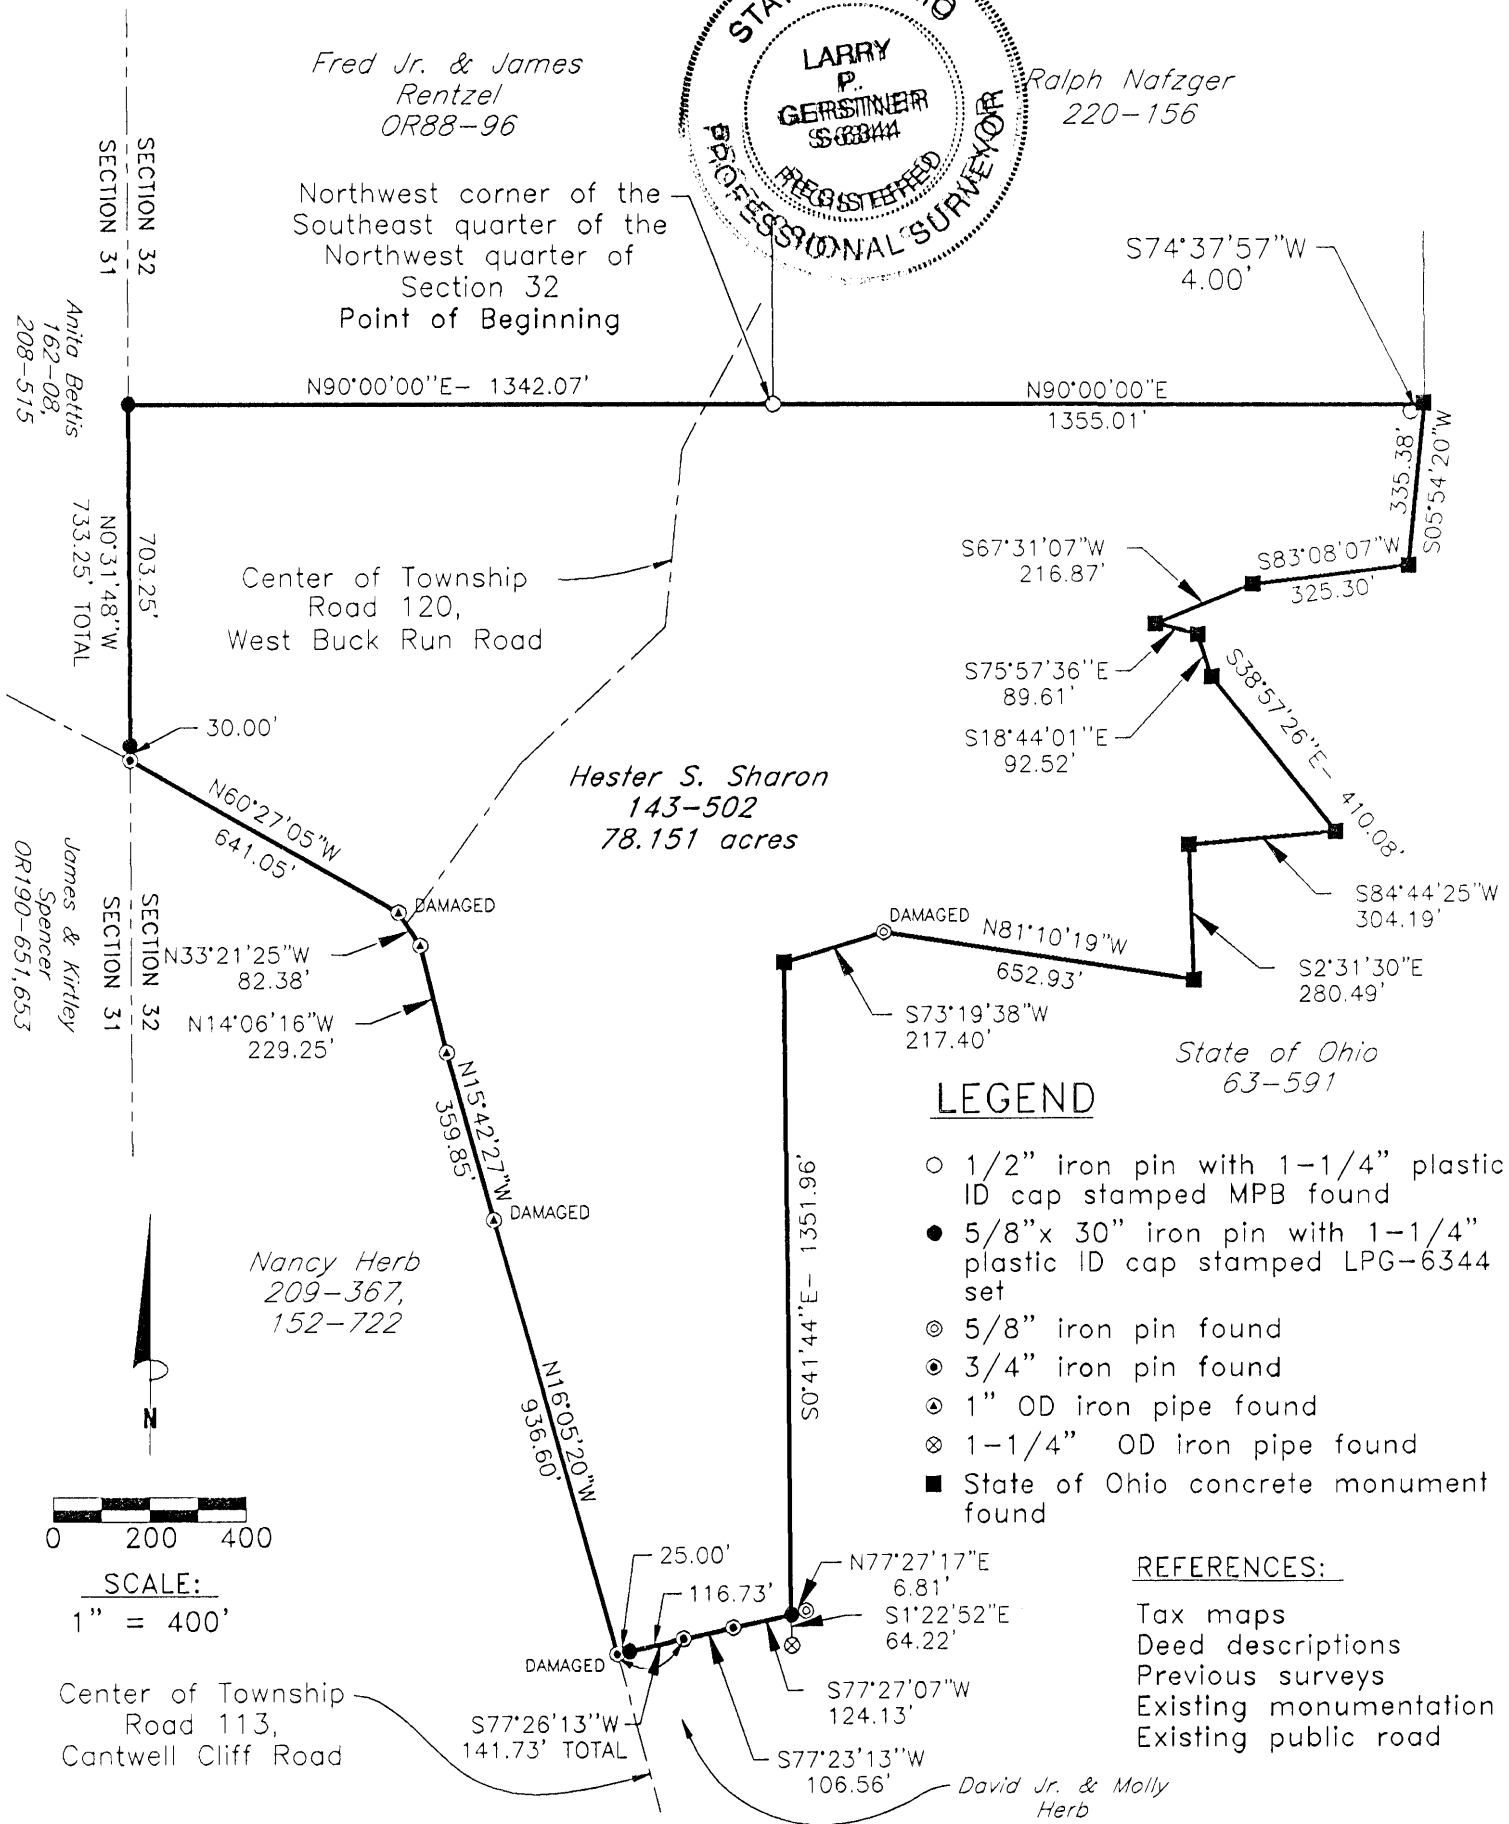 Fred Jr. & James
Rentzel
OR88-96
LARRY
P.
GERSTNER
S-6344
REGISTERED
PROFESSIONAL SURVEYOR
Ralph Nafzger
220-156
SECTION 32
SECTION 31
Northwest corner of the
Southeast quarter of the
Northwest quarter of
Section 32
Point of Beginning
S74°37'57"W
4.00'
Anita Bettis
162-08,
208-515
N90°00'00"E- 1342.07'
N90°00'00"E
1355.01'
335.38'
S05°54'20"W
703.25'
N0°31'48"W
733.25' TOTAL
Center of Township
Road 120,
West Buck Run Road
S67°31'07"W
216.87'
S83°08'07"W
325.30'
S75°57'36"E
89.61'
S18°44'01"E
92.52'
S38°57'26"E- 410.08'
30.00'
N60°27'05"W
641.05'
Hester S. Sharon
143-502
78.151 acres
James & Kirtley
Spencer
OR190-651,653
SECTION 32
SECTION 31
DAMAGED
N33°21'25"W
82.38'
N14°06'16"W
229.25'
DAMAGED
N81°10'19"W
652.93'
S84°44'25"W
304.19'
S2°31'30"E
280.49'
S73°19'38"W
217.40'
State of Ohio
63-591
N15°42'27"W
359.85'
DAMAGED
Nancy Herb
209-367,
152-722
S0°41'44"E- 1351.96'
LEGEND
1/2" iron pin with 1-1/4" plastic
ID cap stamped MPB found
5/8"x 30" iron pin with 1-1/4"
plastic ID cap stamped LPG-6344
set
5/8" iron pin found
3/4" iron pin found
1" OD iron pipe found
1-1/4" OD iron pipe found
State of Ohio concrete monument
found
N
N16°05'20"W
936.60'
0 200 400
SCALE:
1" = 400'
25.00'
116.73'
N77°27'17"E
6.81'
S1°22'52"E
64.22'
DAMAGED
S77°26'13"W
141.73' TOTAL
S77°27'07"W
124.13'
S77°23'13"W
106.56'
Center of Township
Road 113,
Cantwell Cliff Road
REFERENCES:
Tax maps
Deed descriptions
Previous surveys
Existing monumentation
Existing public road
David Jr. & Molly
Herb